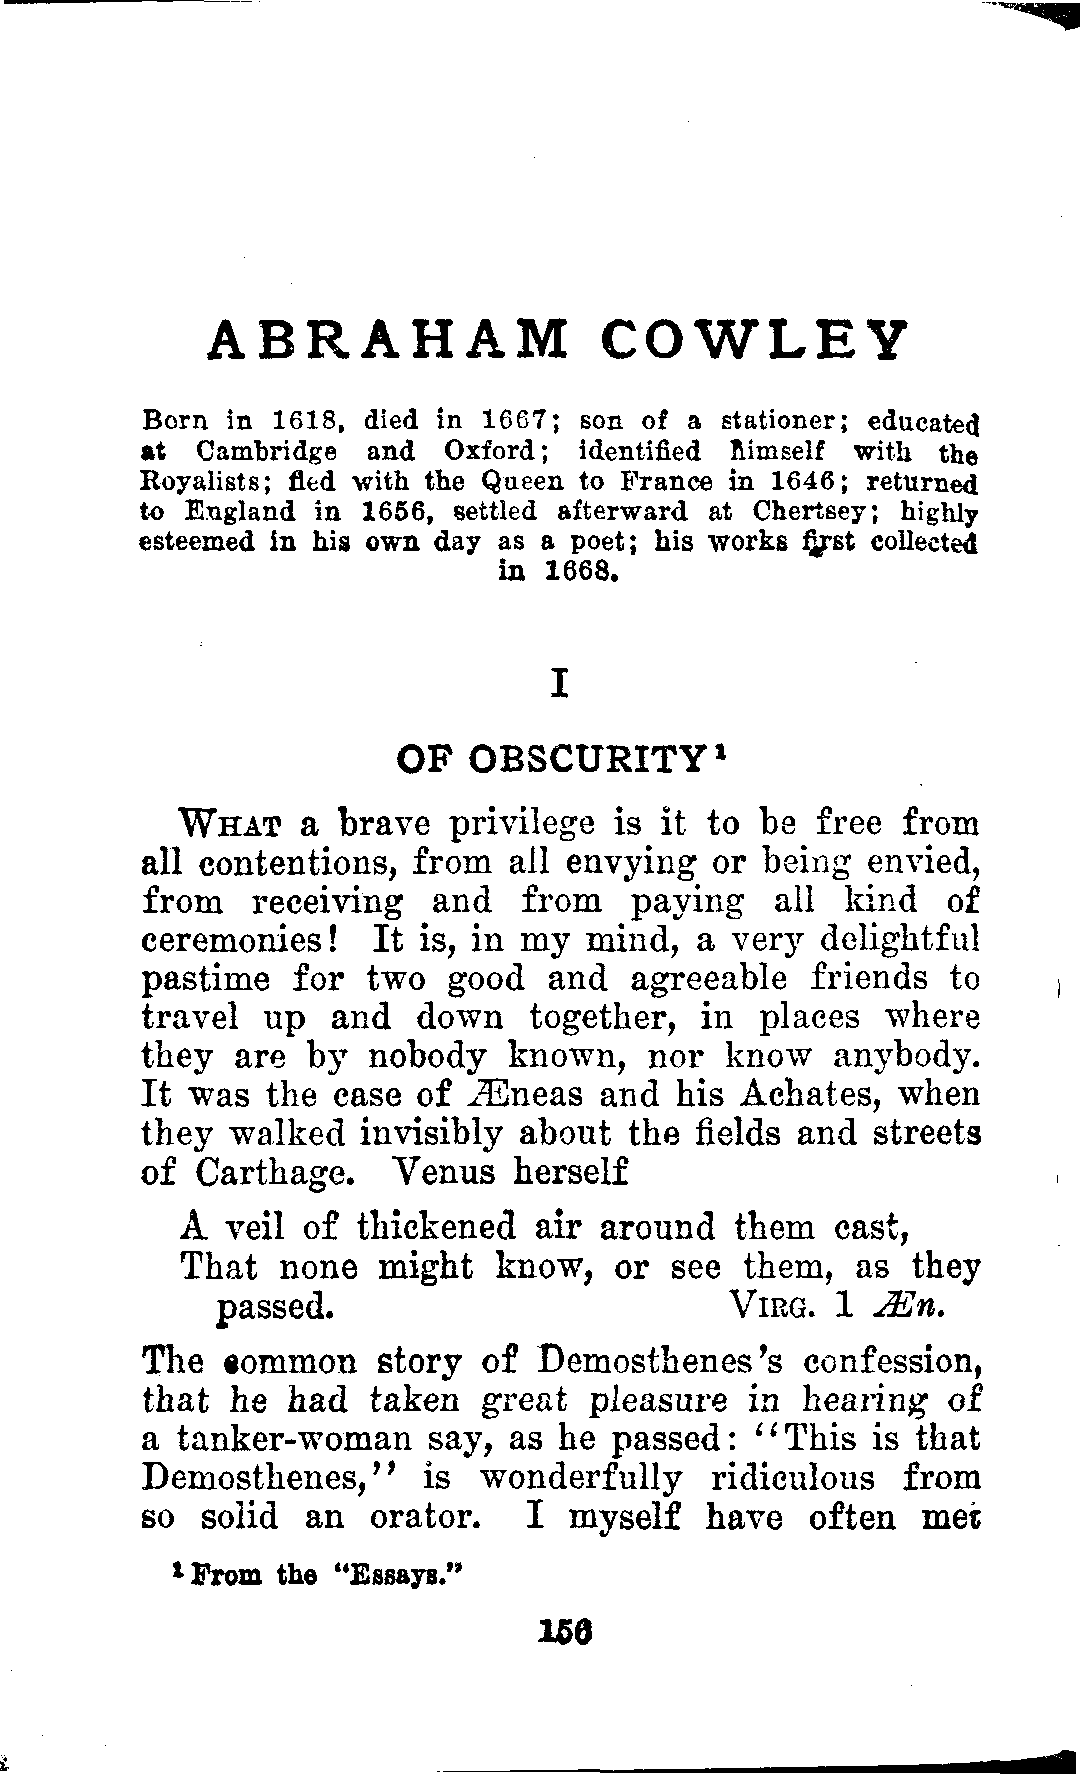 ABRAHAM COWLEY
Born in 1618, died in 1667; son of a stationer; educated
at Cambridge and Oxford; identified himself with the
Royalists; fled with the Queen to France in 1646; returned
to England in 1656, settled afterward at Chertsey; highly
esteemed in his own day as a poet; his works first collected
in 1668.
I
OF OBSCURITY¹
WHAT a brave privilege is it to be free from
all contentions, from all envying or being envied,
from receiving and from paying all kind of
ceremonies! It is, in my mind, a very delightful
pastime for two good and agreeable friends to
travel up and down together, in places where
they are by nobody known, nor know anybody.
It was the case of Æneas and his Achates, when
they walked invisibly about the fields and streets
of Carthage. Venus herself
A veil of thickened air around them cast,
That none might know, or see them, as they
passed. VIRG. 1 Æn.
The common story of Demosthenes's confession,
that he had taken great pleasure in hearing of
a tanker-woman say, as he passed: "This is that
Demosthenes," is wonderfully ridiculous from
so solid an orator. I myself have often met
¹ From the "Essays."
156